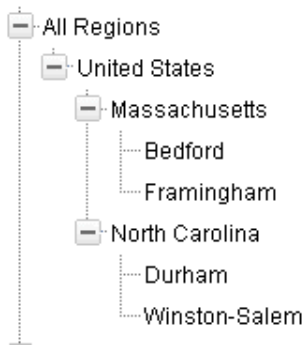 All Regions
United States
Massachusetts
Bedford
Framingham
North Carolina
Durham
Winston-Salem